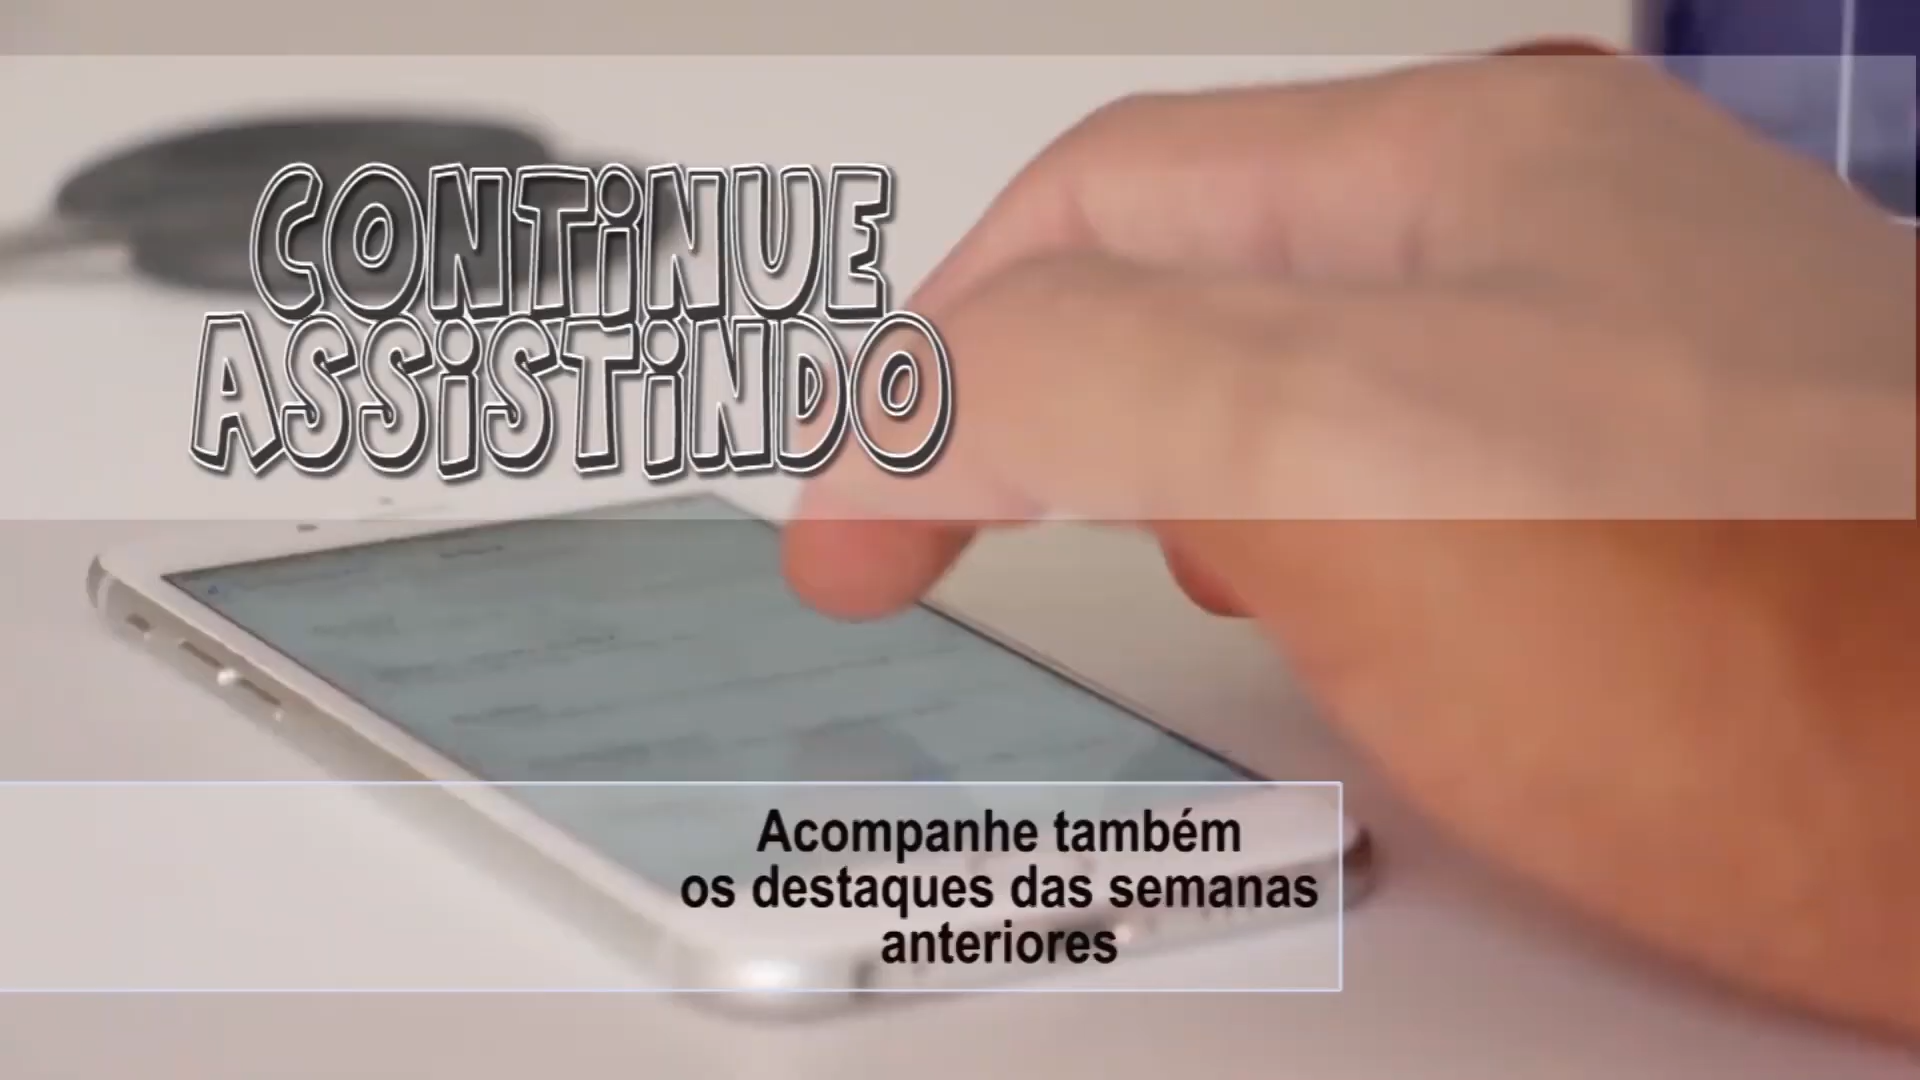 CONTiNUE
ASSiSTiNDO
Acompanhe também
os destaques das semanas
anteriores